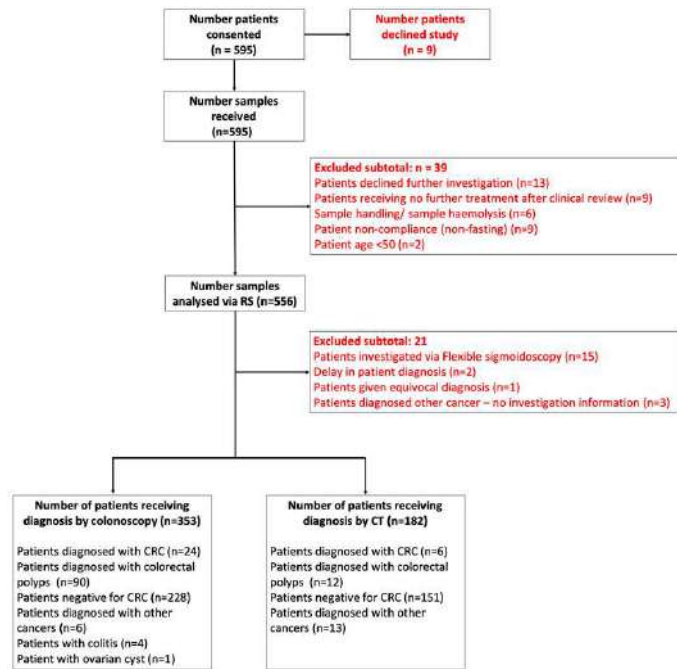 Number patients
consented
(n = 595)
Number patients
declined study
(n = 9)
Number samples
received
(n=595)
Excluded subtotal: n = 39
Patients declined further investigation (n=13)
Patients receiving no further treatment after clinical review (n=9)
Sample handling/ sample haemolysis (n=6)
Patient non-compliance (non-fasting) (n=9)
Patient age <50 (n=2)
Number samples
analysed via RS (n=556)
Excluded subtotal: 21
Patients investigated via Flexible sigmoidoscopy (n=15)
Delay in patient diagnosis (n=2)
Patients given equivocal diagnosis (n=1)
Patients diagnosed other cancer – no investigation information (n=3)
Number of patients receiving
diagnosis by colonoscopy (n=353)
Patients diagnosed with CRC (n=24)
Patients diagnosed with colorectal
polyps (n=90)
Patients negative for CRC (n=228)
Patients diagnosed with other
cancers (n=6)
Patients with colitis (n=4)
Patient with ovarian cyst (n=1)
Number of patients receiving
diagnosis by CT (n=182)
Patients diagnosed with CRC (n=6)
Patients diagnosed with colorectal
polyps (n=12)
Patients negative for CRC (n=151)
Patients diagnosed with other
cancers (n=13)